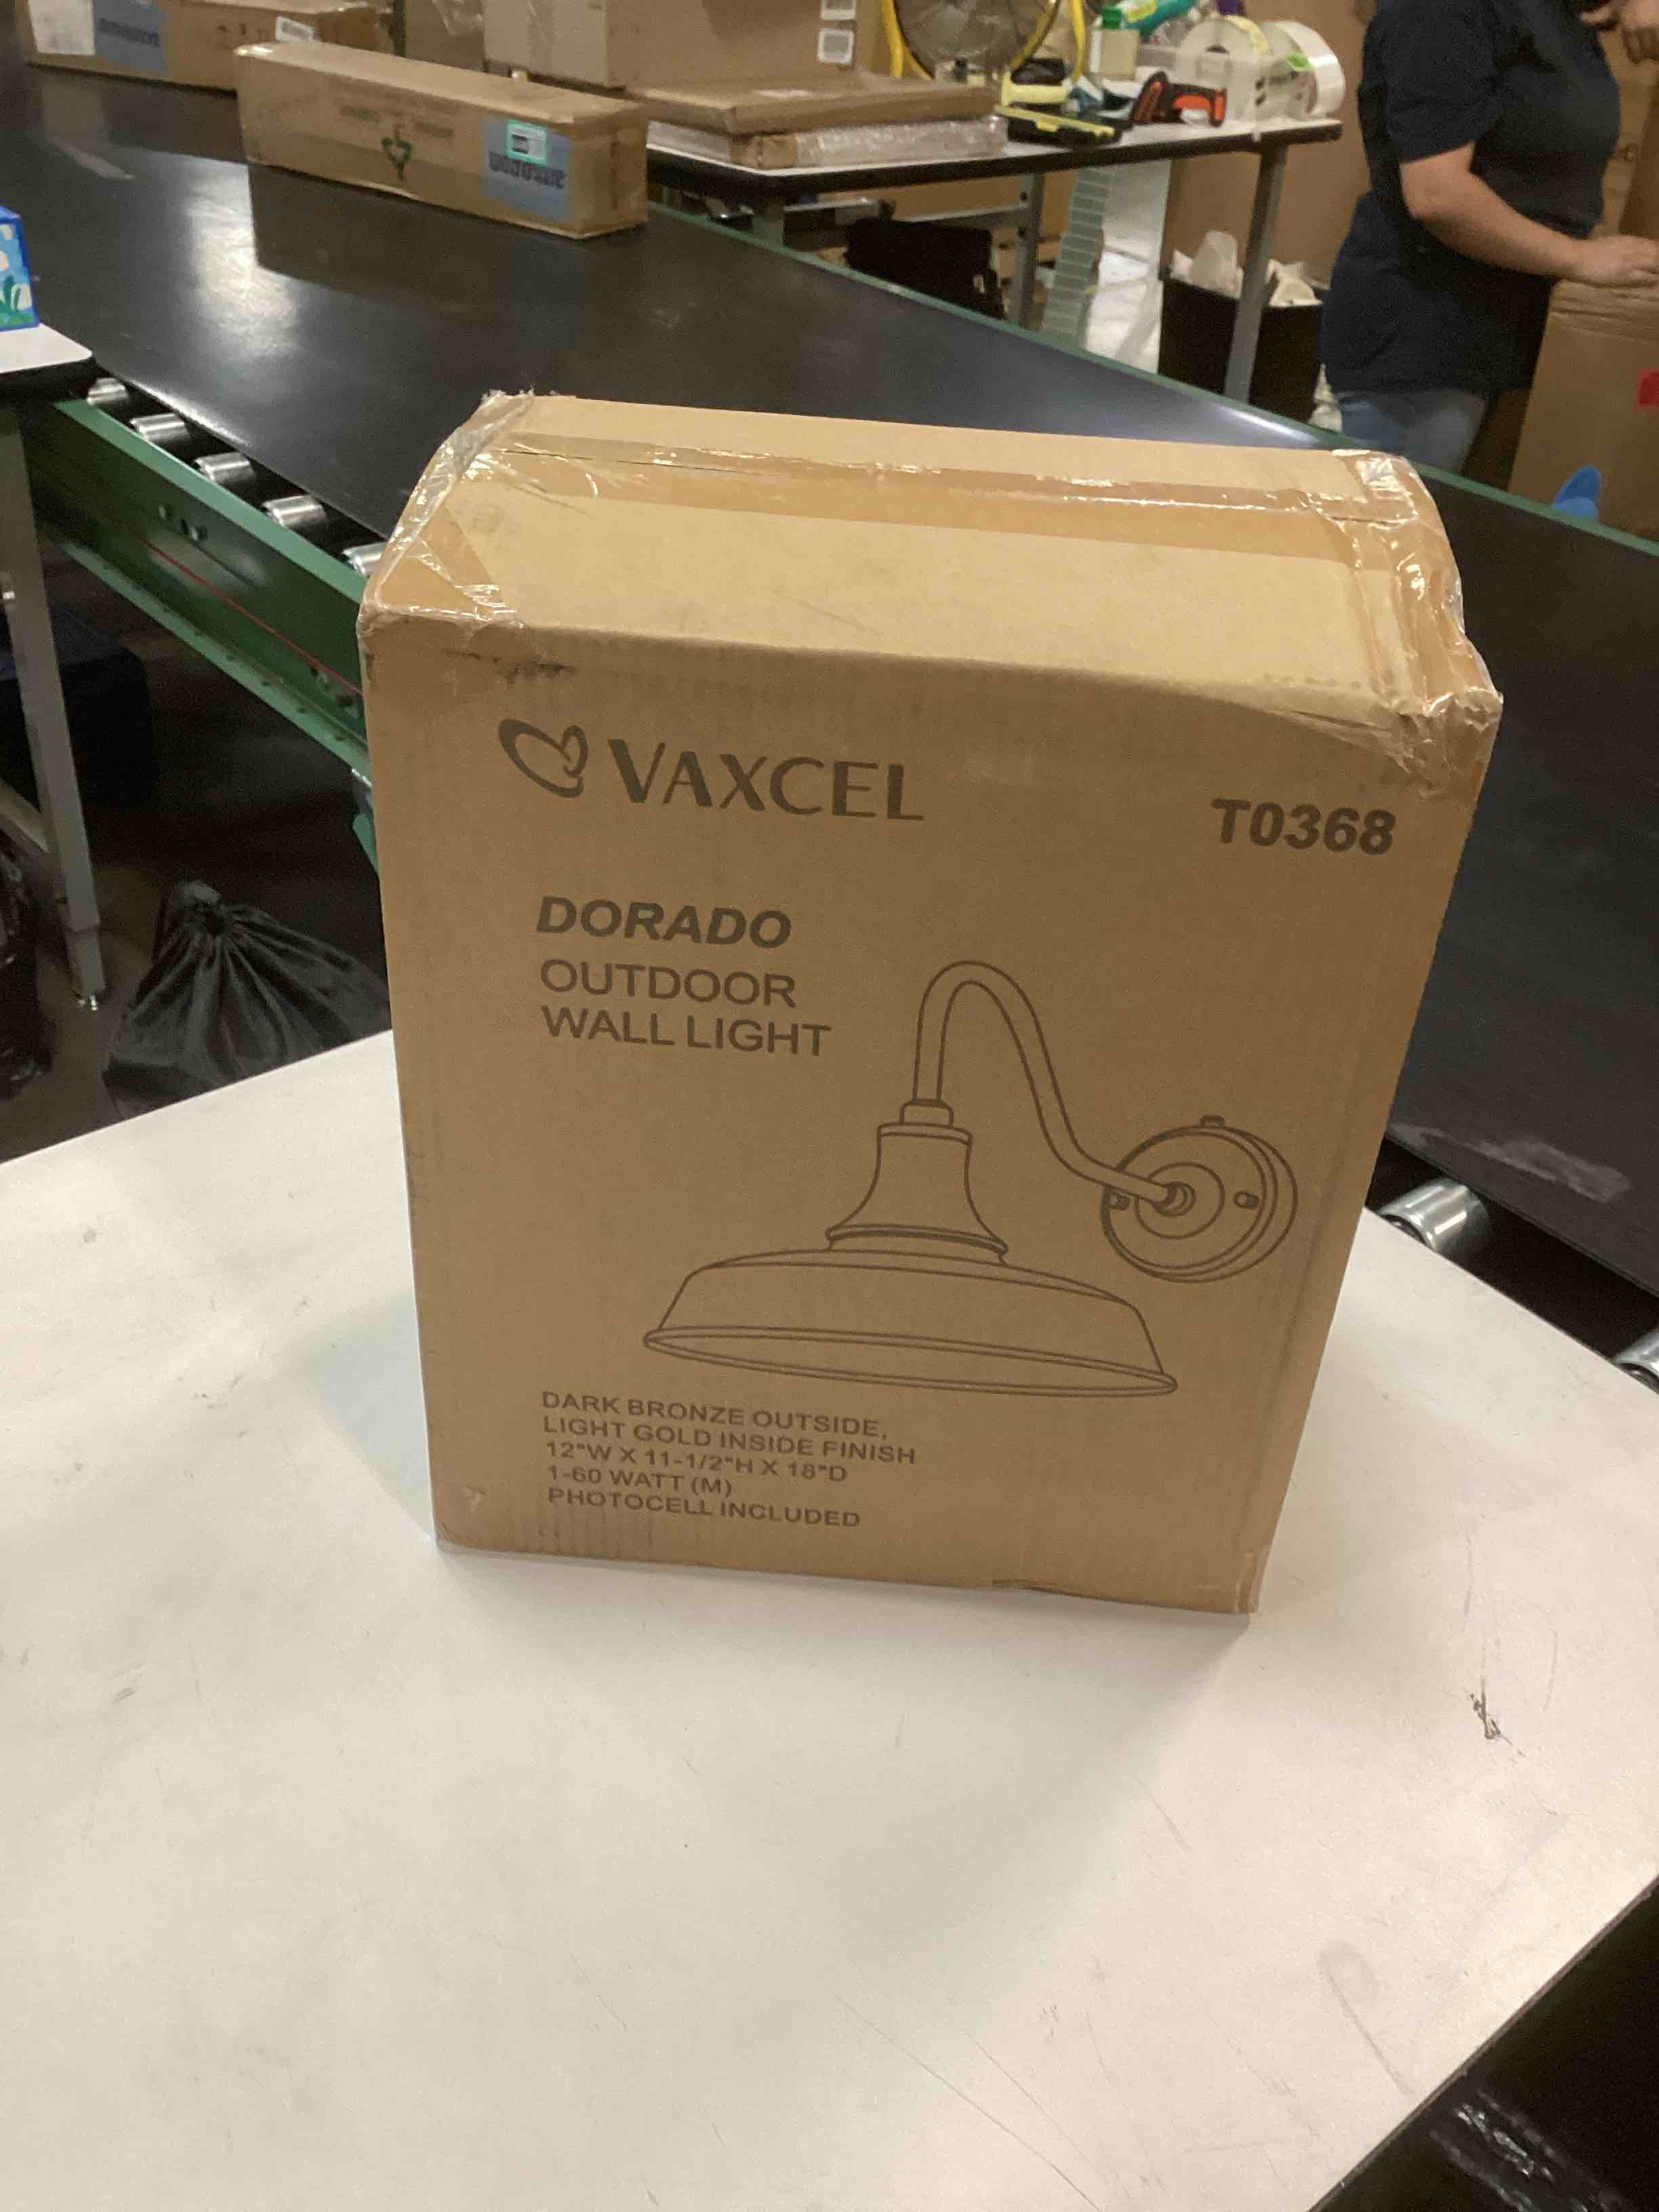 VAXCEL
T0368
DORADO
OUTDOOR
WALL LIGHT
DARK BRONZE OUTSIDE,
LIGHT GOLD INSIDE FINISH
12"W X 11-1/2"H X 18"D
1-60 WATT (M)
PHOTOCELL INCLUDED